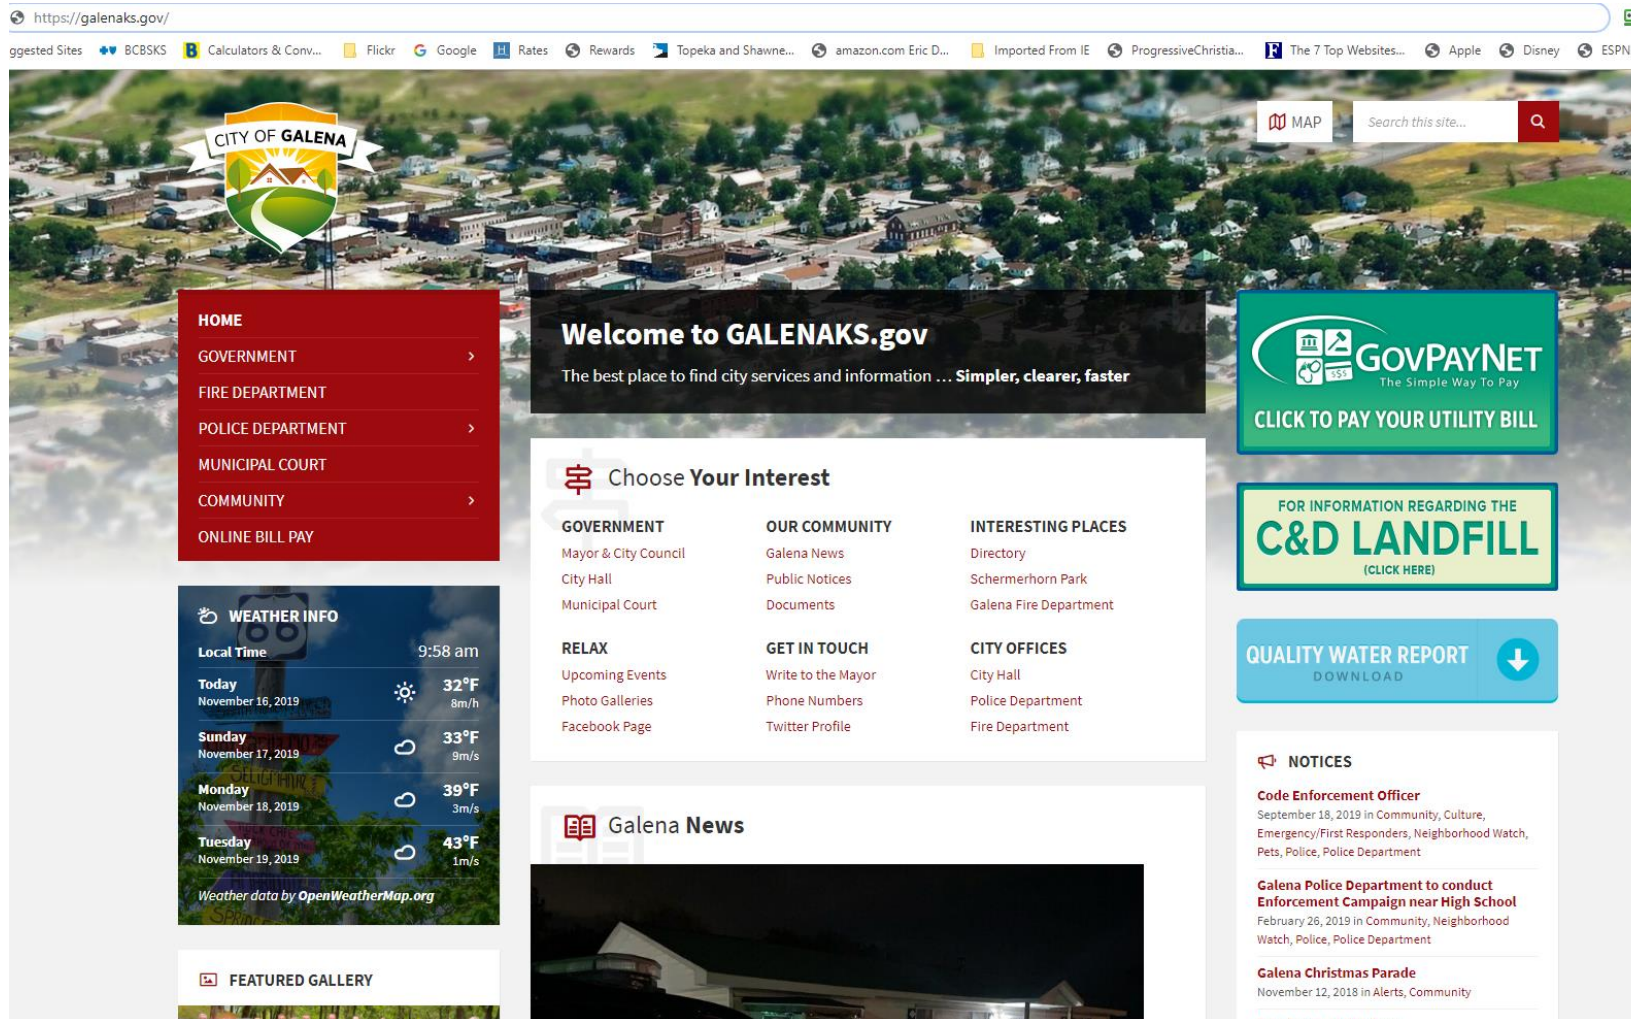 https://galenaks.gov/
ggested Sites BCBSKS Calculators & Conv... Flickr Google Rates Rewards Topeka and Shawne... amazon.com Eric D... Imported From IE ProgressiveChristia... The 7 Top Websites... Apple Disney ESPN
CITY OF GALENA
MAP
Search this site...
HOME
GOVERNMENT
FIRE DEPARTMENT
POLICE DEPARTMENT
MUNICIPAL COURT
COMMUNITY
ONLINE BILL PAY
WEATHER INFO
66
Local Time 9:58 am
Today 32°F
November 16, 2019 8m/h
Sunday 33°F
November 17, 2019 9m/s
Monday 39°F
November 18, 2019 3m/s
Tuesday 43°F
November 19, 2019 1m/s
Weather data by OpenWeatherMap.org
FEATURED GALLERY
Welcome to GALENAKS.gov
The best place to find city services and information ... Simpler, clearer, faster
Choose Your Interest
GOVERNMENT
Mayor & City Council
City Hall
Municipal Court
OUR COMMUNITY
Galena News
Public Notices
Documents
INTERESTING PLACES
Directory
Schermerhorn Park
Galena Fire Department
RELAX
Upcoming Events
Photo Galleries
Facebook Page
GET IN TOUCH
Write to the Mayor
Phone Numbers
Twitter Profile
CITY OFFICES
City Hall
Police Department
Fire Department
Galena News
GOVPAYNET
The Simple Way To Pay
CLICK TO PAY YOUR UTILITY BILL
FOR INFORMATION REGARDING THE
C&D LANDFILL
(CLICK HERE)
QUALITY WATER REPORT
DOWNLOAD
NOTICES
Code Enforcement Officer
September 18, 2019 in Community, Culture,
Emergency/First Responders, Neighborhood Watch,
Pets, Police, Police Department
Galena Police Department to conduct
Enforcement Campaign near High School
February 26, 2019 in Community, Neighborhood
Watch, Police, Police Department
Galena Christmas Parade
November 12, 2018 in Alerts, Community